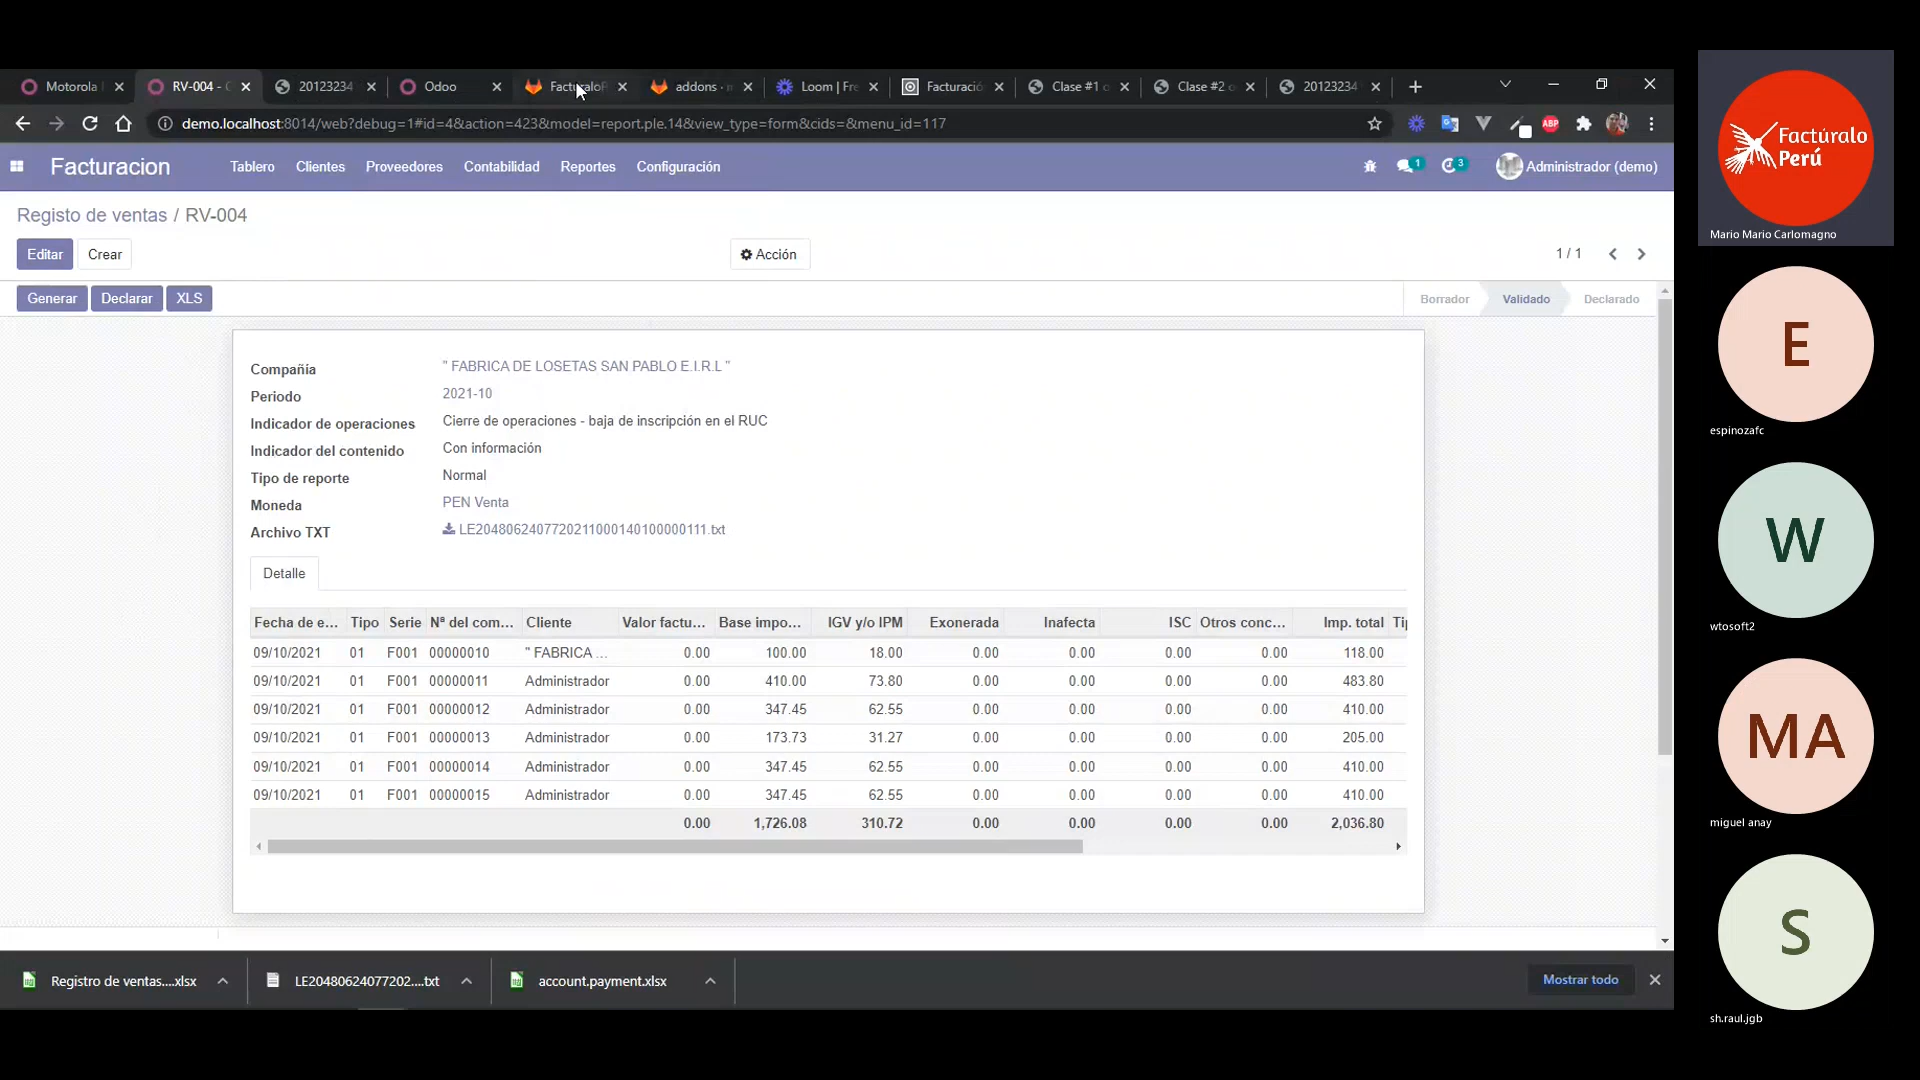 Motorola
RV-004 - C
20123234
Odoo
FacturaloP
addons · m
Loom | Fre
Facturació
Clase #1 o
Clase #2 o
20123234
demo.localhost:8014/web?debug=1#id=4&action=423&model=report.ple.14&view_type=form&cids=&menu_id=117
ABP
Facturacion
Tablero
Clientes
Proveedores
Contabilidad
Reportes
Configuración
1
3
Administrador (demo)
Registo de ventas / RV-004
Editar
Crear
Acción
1 / 1
Generar
Declarar
XLS
Borrador
Validado
Declarado
Compañia " FABRICA DE LOSETAS SAN PABLO E.I.R.L "
Periodo 2021-10
Indicador de operaciones Cierre de operaciones - baja de inscripción en el RUC
Indicador del contenido Con información
Tipo de reporte Normal
Moneda PEN Venta
Archivo TXT LE20480624077202110001401000000111.txt
Detalle
Fecha de e... Tipo Serie Nª del com... Cliente Valor factu... Base impo... IGV y/o IPM Exonerada Inafecta ISC Otros conc... Imp. total Tip
09/10/2021 01 F001 00000010 " FABRICA ... 0.00 100.00 18.00 0.00 0.00 0.00 0.00 118.00
09/10/2021 01 F001 00000011 Administrador 0.00 410.00 73.80 0.00 0.00 0.00 0.00 483.80
09/10/2021 01 F001 00000012 Administrador 0.00 347.45 62.55 0.00 0.00 0.00 0.00 410.00
09/10/2021 01 F001 00000013 Administrador 0.00 173.73 31.27 0.00 0.00 0.00 0.00 205.00
09/10/2021 01 F001 00000014 Administrador 0.00 347.45 62.55 0.00 0.00 0.00 0.00 410.00
09/10/2021 01 F001 00000015 Administrador 0.00 347.45 62.55 0.00 0.00 0.00 0.00 410.00
0.00 1,726.08 310.72 0.00 0.00 0.00 0.00 2,036.80
Registro de ventas....xlsx
LE20480624077202....txt
account.payment.xlsx
Mostrar todo
Factúralo
Perú
Mario Mario Carlomagno
E
espinozafc
W
wtosoft2
MA
miguel anay
S
sh.raul.jgb